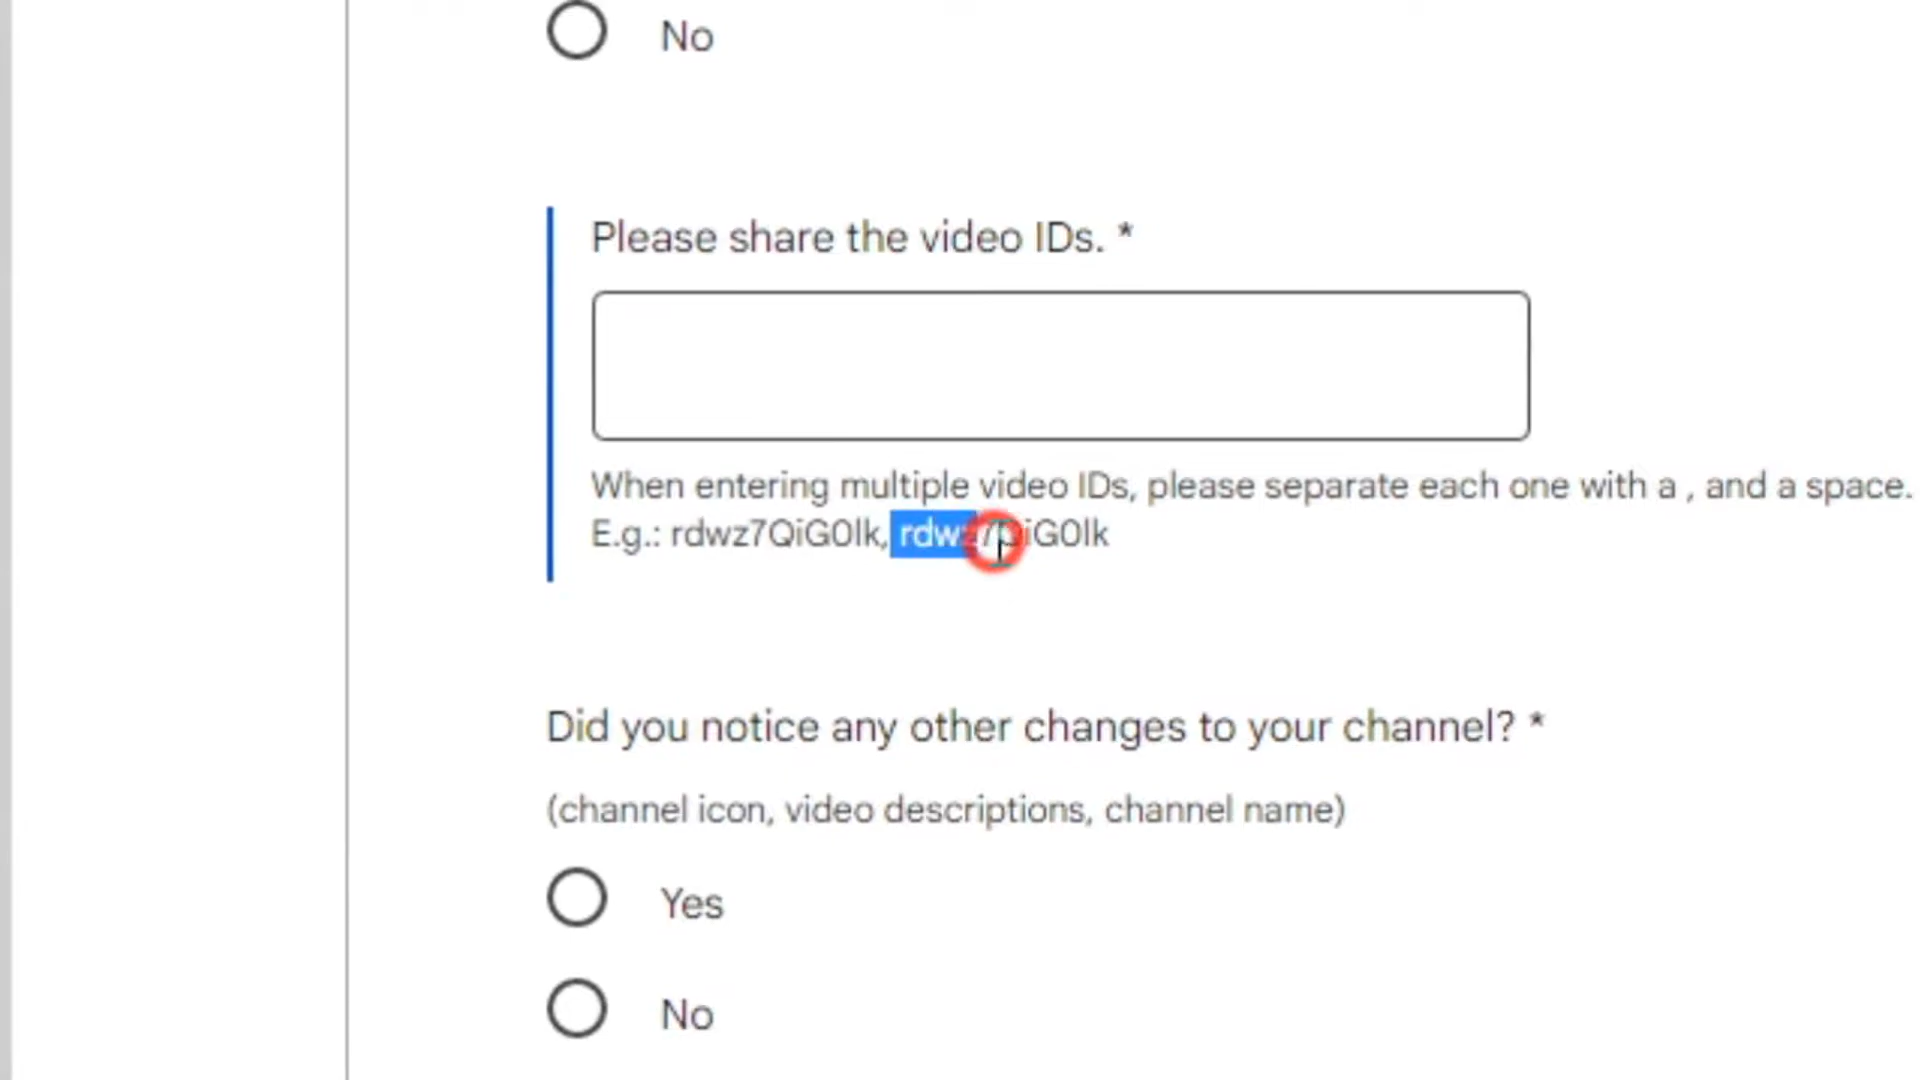 No
Please share the video IDs. *
When entering multiple video IDs, please separate each one with a , and a space.
E.g.: rdwz7QiG0lk, rdwz7QiG0lk
Did you notice any other changes to your channel? *
(channel icon, video descriptions, channel name)
Yes
No